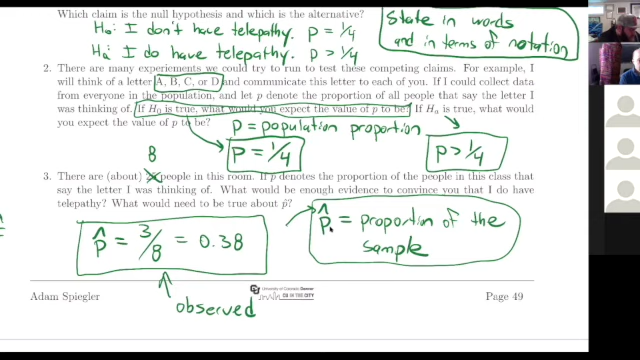 Which claim is the null hypothesis and which is the alternative?
H₀: I don't have telepathy. p = 1/4
Hₐ: I do have telepathy. p > 1/4
State in words
and in terms of notation
2. There are many experiments we could try to run to test these competing claims. For example, I
will think of a letter A, B, C, or D and communicate this letter to each of you. If I could collect data
from everyone in the population, and let p denote the proportion of all people that say the letter I
was thinking of. If H₀ is true, what would you expect the value of p to be? If Hₐ is true, what would
you expect the value of p to be?
p = population proportion
p = 1/4
p > 1/4
8
3. There are (about) people in this room. If p̂ denotes the proportion of the people in this class that
say the letter I was thinking of. What would be enough evidence to convince you that I do have
telepathy? What would need to be true about p̂?
p̂ = 3/8 = 0.38
p̂ = proportion of the
sample
observed
Adam Spiegler
University of Colorado Denver
CU IN THE CITY
Page 49